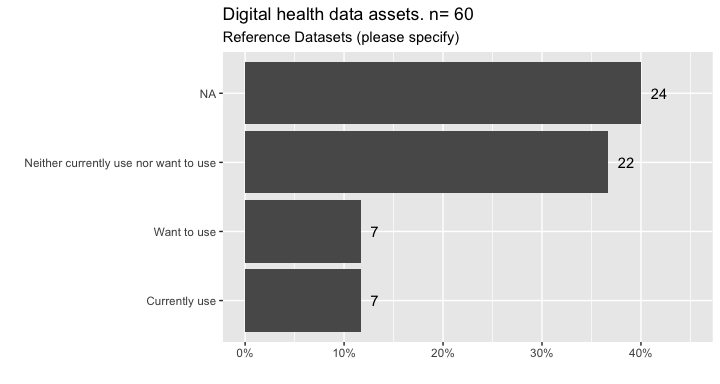 Digital health data assets. n= 60
Reference Datasets (please specify)
NA
24
Neither currently use nor want to use
22
Want to use
7
Currently use
7
0%
10%
20%
30%
40%